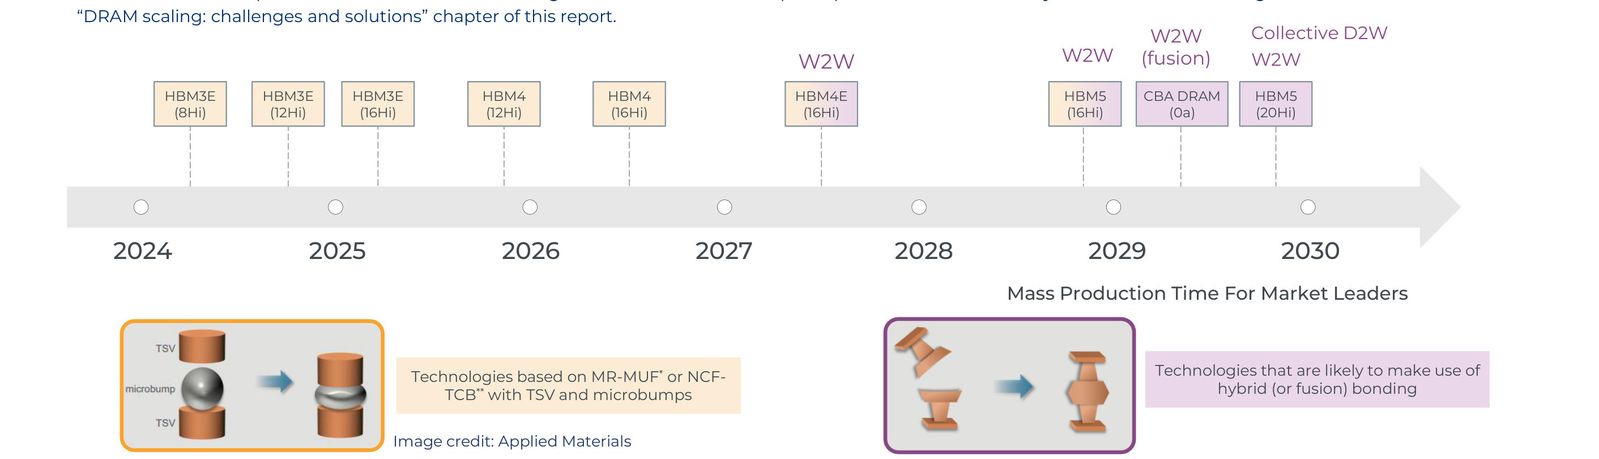 “DRAM scaling: challenges and solutions” chapter of this report.
W2W
W2W
W2W
(fusion)
Collective D2W
W2W
HBM3E
(8Hi)
HBM3E
(12Hi)
HBM3E
(16Hi)
HBM4
(12Hi)
HBM4
(16Hi)
HBM4E
(16Hi)
HBM5
(16Hi)
CBA DRAM
(0a)
HBM5
(20Hi)
2024
2025
2026
2027
2028
2029
2030
Mass Production Time For Market Leaders
TSV
microbump
TSV
Technologies based on MR-MUF* or NCF-
TCB** with TSV and microbumps
Image credit: Applied Materials
Technologies that are likely to make use of
hybrid (or fusion) bonding